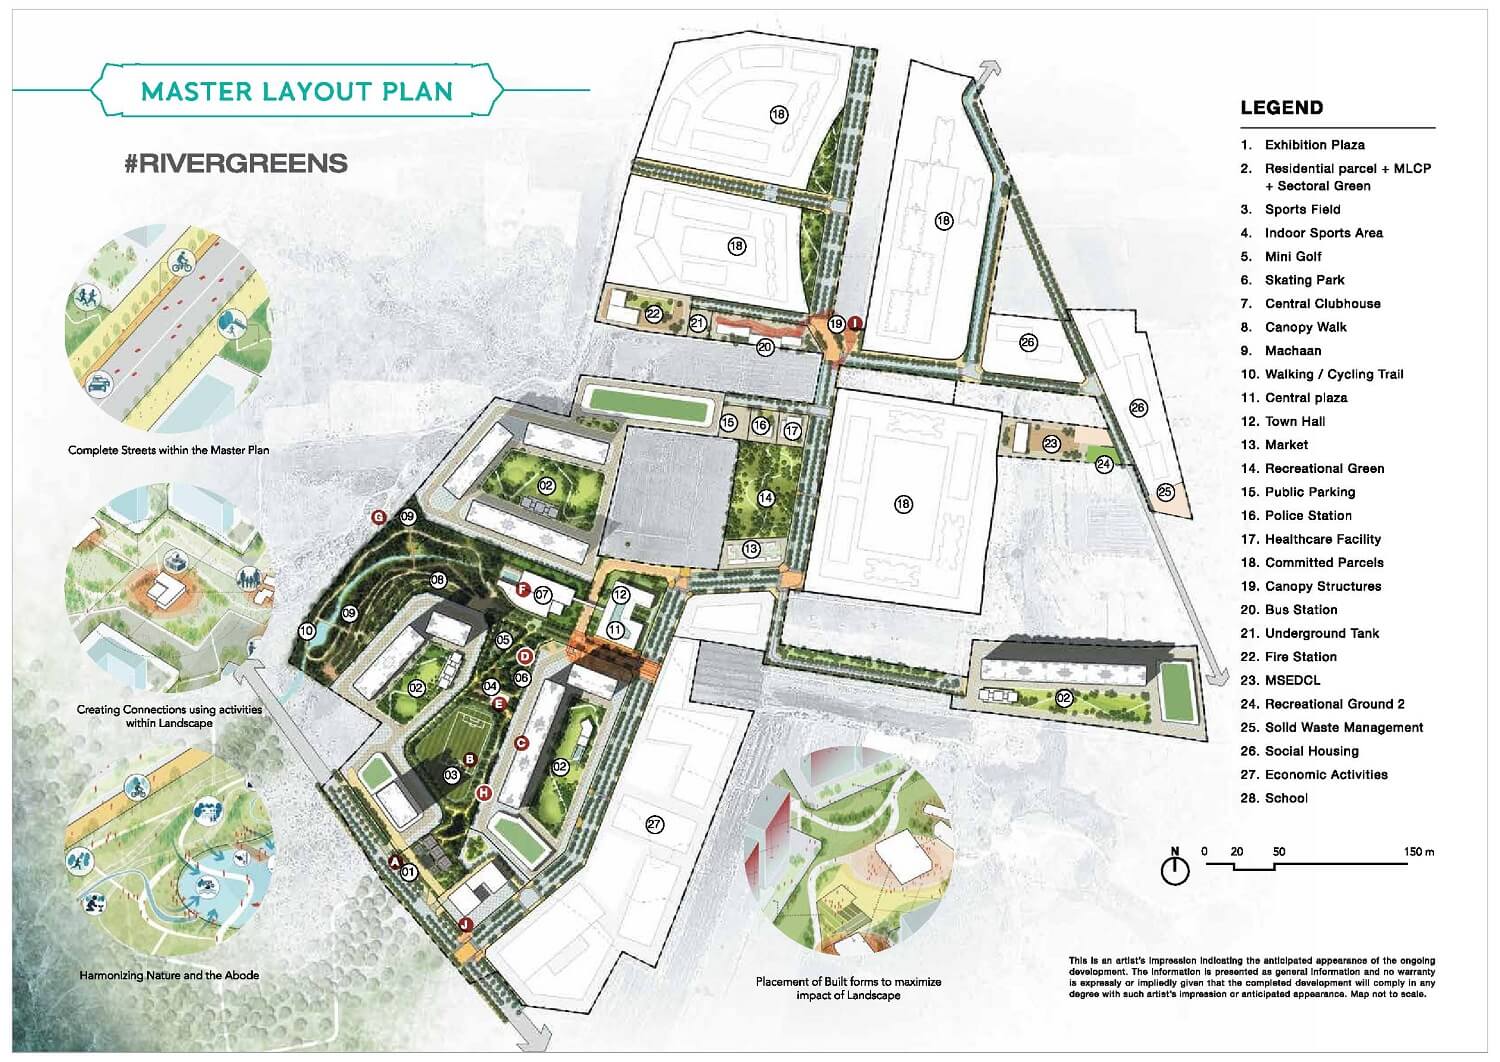 MASTER LAYOUT PLAN
#RIVERGREENS
Complete Streets within the Master Plan
Creating Connections using activities
within Landscape
Harmonizing Nature and the Abode
18
18
18
22
21
20
19
I
26
26
23
24
25
15
16
17
14
13
18
02
G
09
08
09
10
F
07
12
11
05
D
06
04
E
02
C
B
03
02
H
A
01
J
27
02
Placement of Built forms to maximize
impact of Landscape
LEGEND
1. Exhibition Plaza
2. Residential parcel + MLCP
+ Sectoral Green
3. Sports Field
4. Indoor Sports Area
5. Mini Golf
6. Skating Park
7. Central Clubhouse
8. Canopy Walk
9. Machaan
10. Walking / Cycling Trail
11. Central plaza
12. Town Hall
13. Market
14. Recreational Green
15. Public Parking
16. Police Station
17. Healthcare Facility
18. Committed Parcels
19. Canopy Structures
20. Bus Station
21. Underground Tank
22. Fire Station
23. MSEDCL
24. Recreational Ground 2
25. Solid Waste Management
26. Social Housing
27. Economic Activities
28. School
N 0 20 50 150 m
This is an artist's impression indicating the anticipated appearance of the ongoing
development. The information is presented as general information and no warranty
is expressly or impliedly given that the completed development will comply in any
degree with such artist's impression or anticipated appearance. Map not to scale.